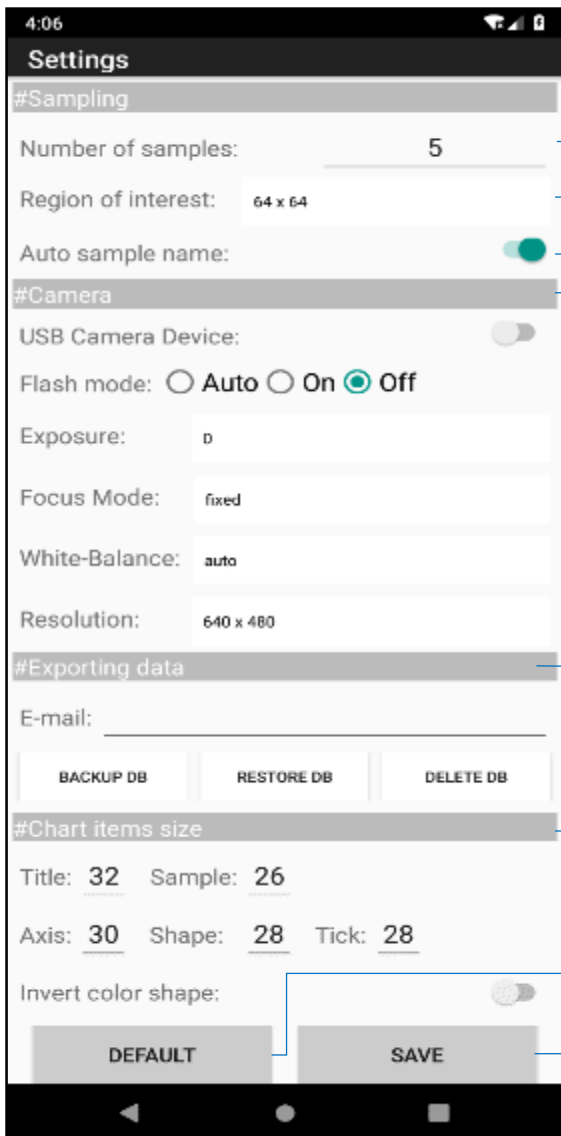 4:06
Settings
#Sampling
Number of samples: 5
Region of interest: 64 x 64
Auto sample name:
#Camera
USB Camera Device:
Flash mode: Auto On Off
Exposure: D
Focus Mode: fixed
White-Balance: auto
Resolution: 640 x 480
#Exporting data
E-mail:
BACKUP DB RESTORE DB DELETE DB
#Chart items size
Title: 32 Sample: 26
Axis: 30 Shape: 28 Tick: 28
Invert color shape:
DEFAULT SAVE